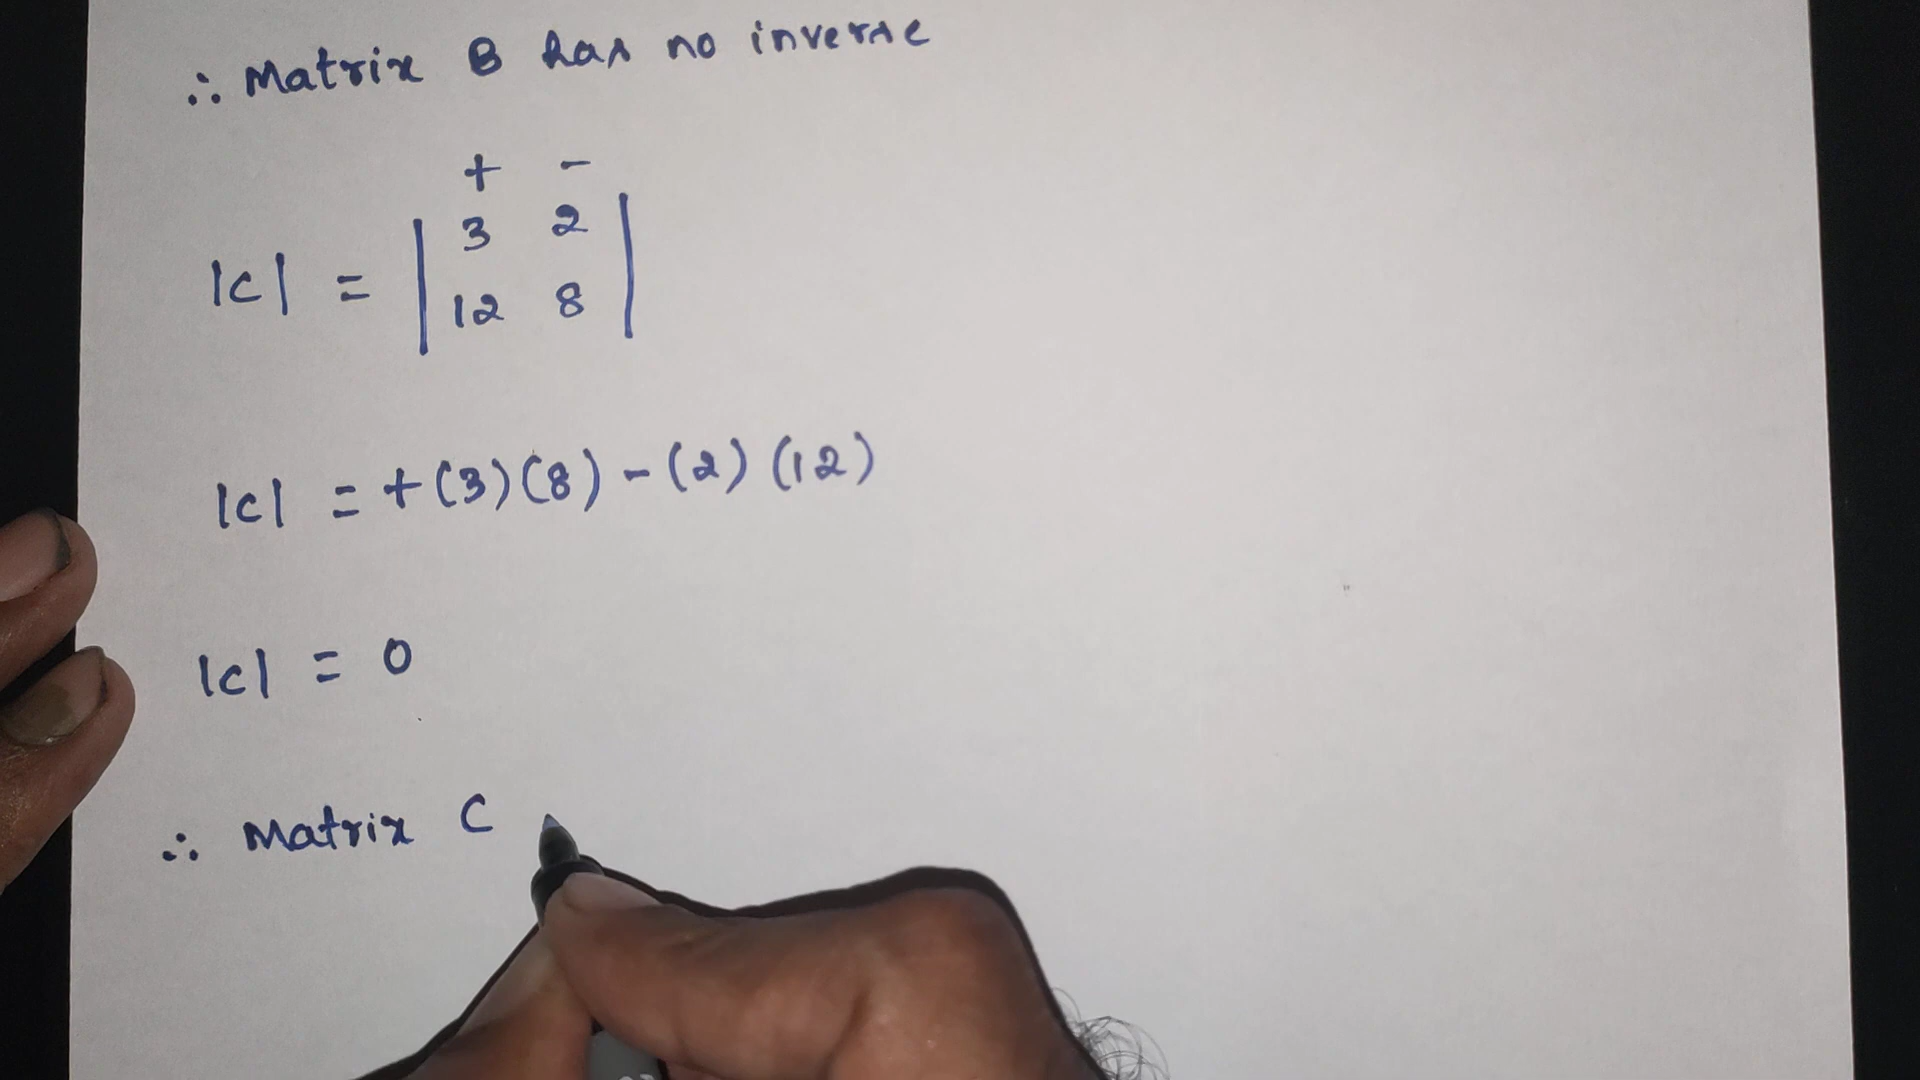 ∴ Matrix B has no inverse
+ -
3 2
|C| =
12 8
|C| = +(3)(8) - (2)(12)
|C| = 0
∴ Matrix C